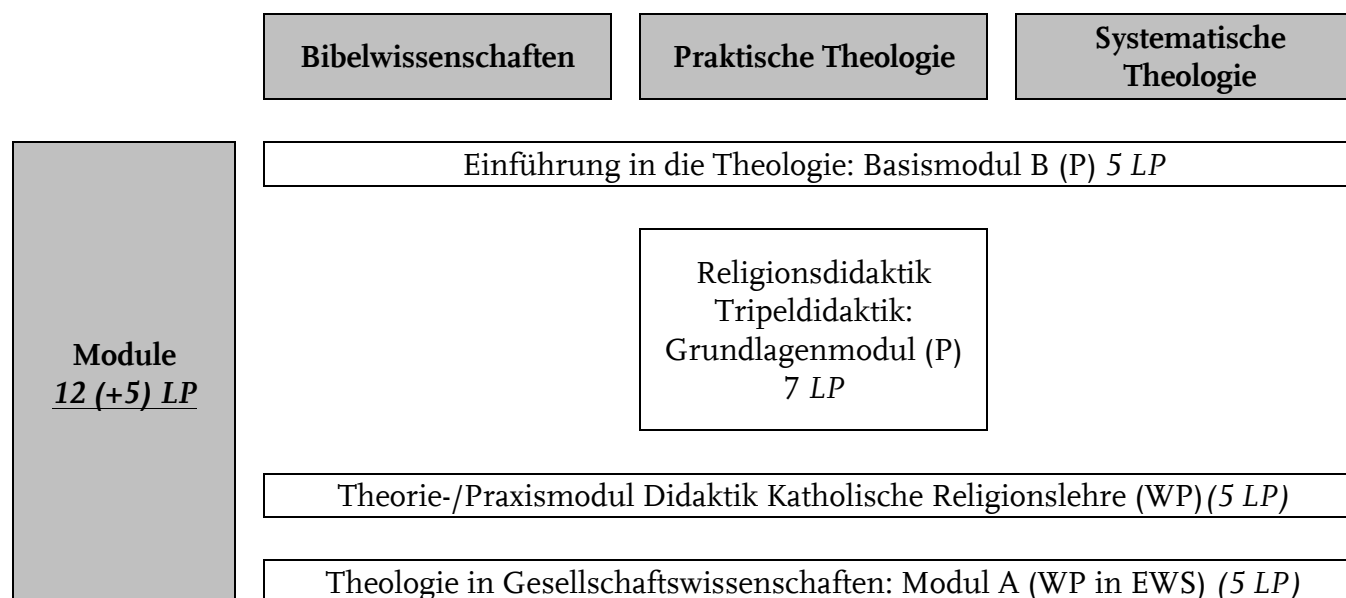 Bibelwissenschaften
Praktische Theologie
Systematische
Theologie
Einführung in die Theologie: Basismodul B (P) 5 LP
Religionsdidaktik
Tripeldidaktik:
Grundlagenmodul (P)
7 LP
Module
12 (+5) LP
Theorie-/Praxismodul Didaktik Katholische Religionslehre (WP) (5 LP)
Theologie in Gesellschaftswissenschaften: Modul A (WP in EWS) (5 LP)